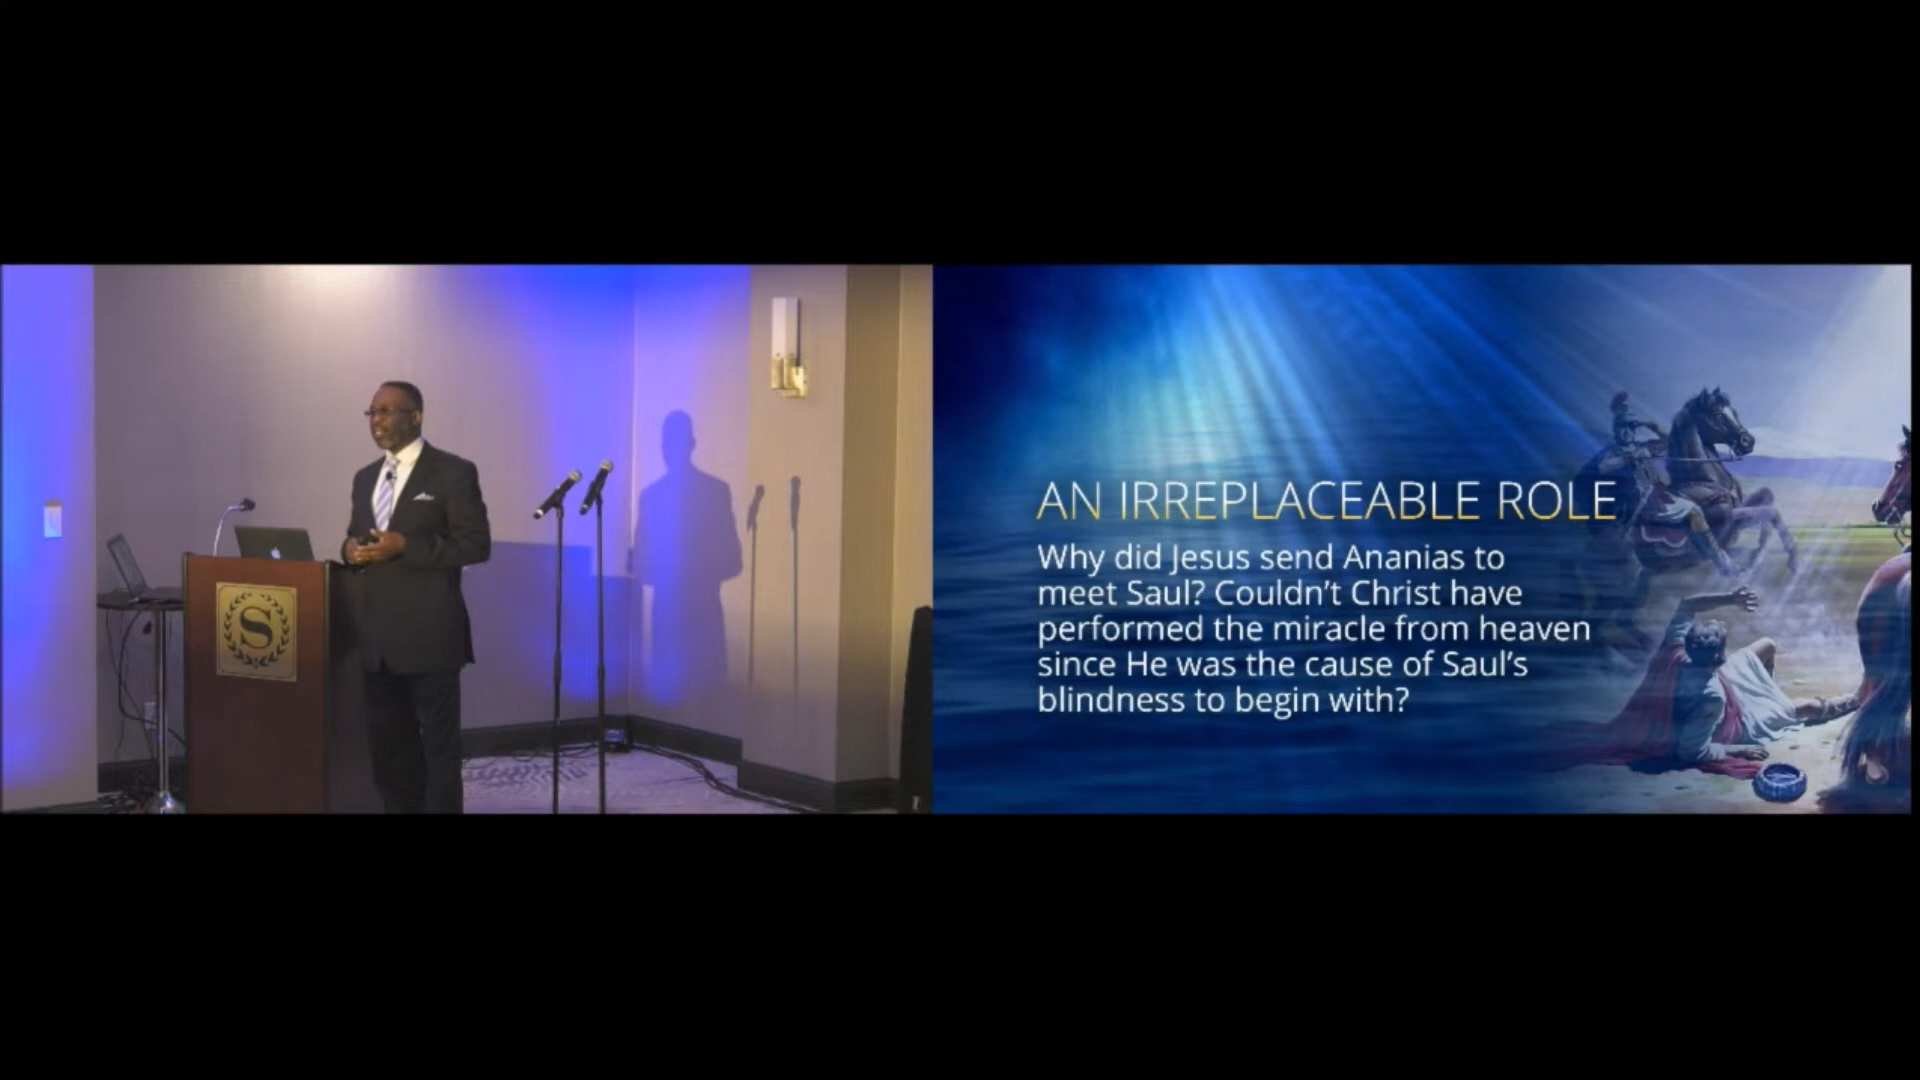 S
AN IRREPLACEABLE ROLE
Why did Jesus send Ananias to
meet Saul? Couldn't Christ have
performed the miracle from heaven
since He was the cause of Saul's
blindness to begin with?